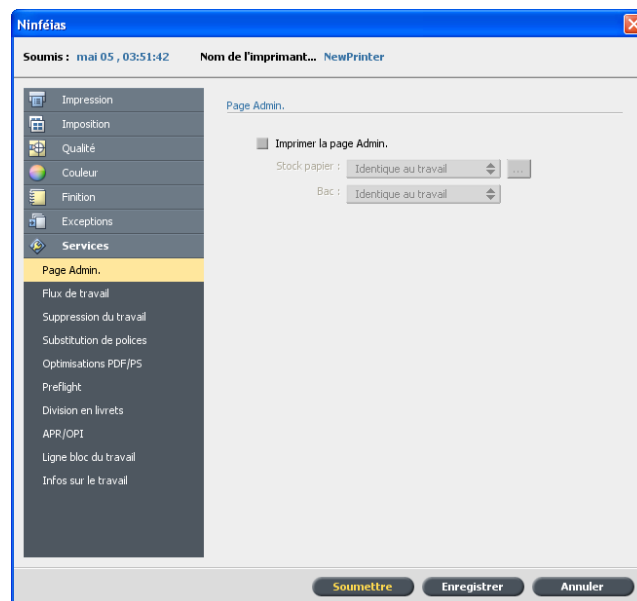 Ninféias
Soumis : mai 05 , 03:51:42 Nom de l'imprimant... NewPrinter
Impression
Imposition
Qualité
Couleur
Finition
Exceptions
Services
Page Admin.
Flux de travail
Suppression du travail
Substitution de polices
Optimisations PDF/PS
Preflight
Division en livrets
APR/OPI
Ligne bloc du travail
Infos sur le travail
Page Admin.
Imprimer la page Admin.
Stock papier : Identique au travail ...
Bac : Identique au travail
Soumettre Enregistrer Annuler